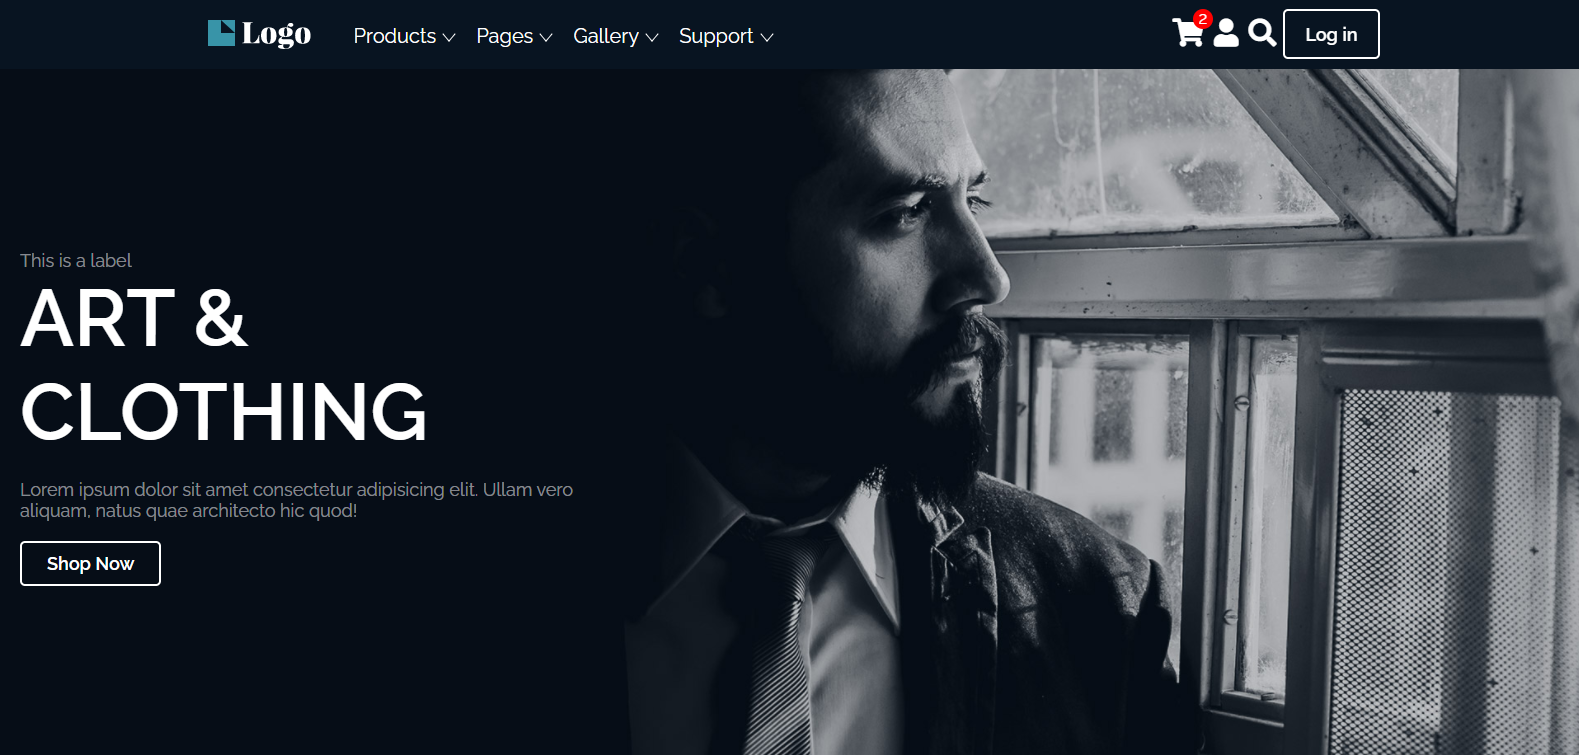 Logo Products Pages Gallery Support 2 Log in
This is a label
ART &
CLOTHING
Lorem ipsum dolor sit amet consectetur adipisicing elit. Ullam vero
aliquam, natus quae architecto hic quod!
Shop Now